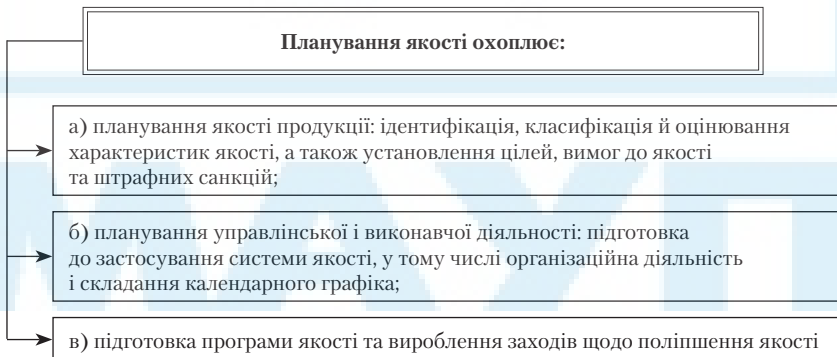 Планування якості охоплює:
а) планування якості продукції: ідентифікація, класифікація й оцінювання
характеристик якості, а також установлення цілей, вимог до якості
та штрафних санкцій;
б) планування управлінської і виконавчої діяльності: підготовка
до застосування системи якості, у тому числі організаційна діяльність
і складання календарного графіка;
в) підготовка програми якості та вироблення заходів щодо поліпшення якості
МАУП